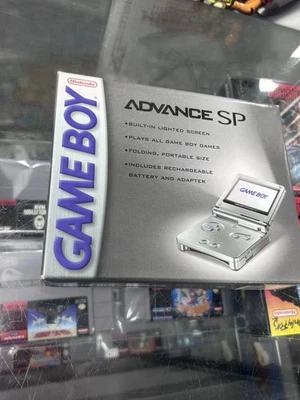 Nintendo
GAME BOY
ADVANCE SP
•BUILT-IN LIGHTED SCREEN
•PLAYS ALL GAME BOY GAMES
•FOLDING, PORTABLE SIZE
•INCLUDES RECHARGEABLE
BATTERY AND ADAPTER
GAME BOY